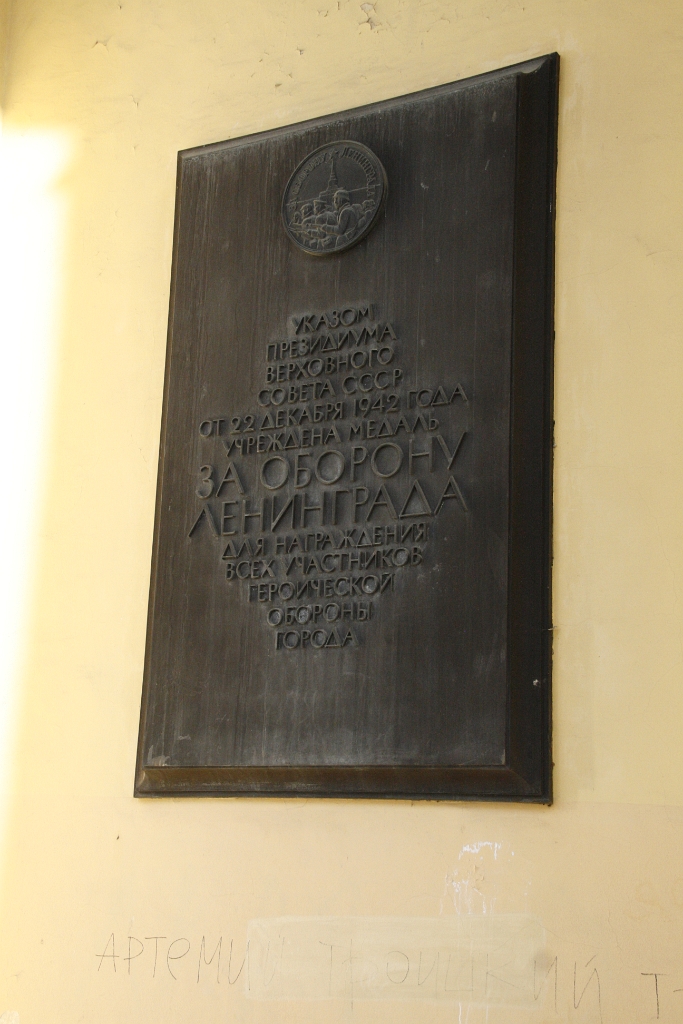 УКАЗОМ
ПРЕЗИДИУМА
ВЕРХОВНОГО
СОВЕТА СССР
ОТ 22 ДЕКАБРЯ 1942 ГОДА
УЧРЕЖДЕНА МЕДАЛЬ
ЗА ОБОРОНУ
ЛЕНИНГРАДА
ДЛЯ НАГРАЖДЕНИЯ
ВСЕХ УЧАСТНИКОВ
ГЕРОИЧЕСКОЙ
ОБОРОНЫ
ГОРОДА
АРТеМИЙ